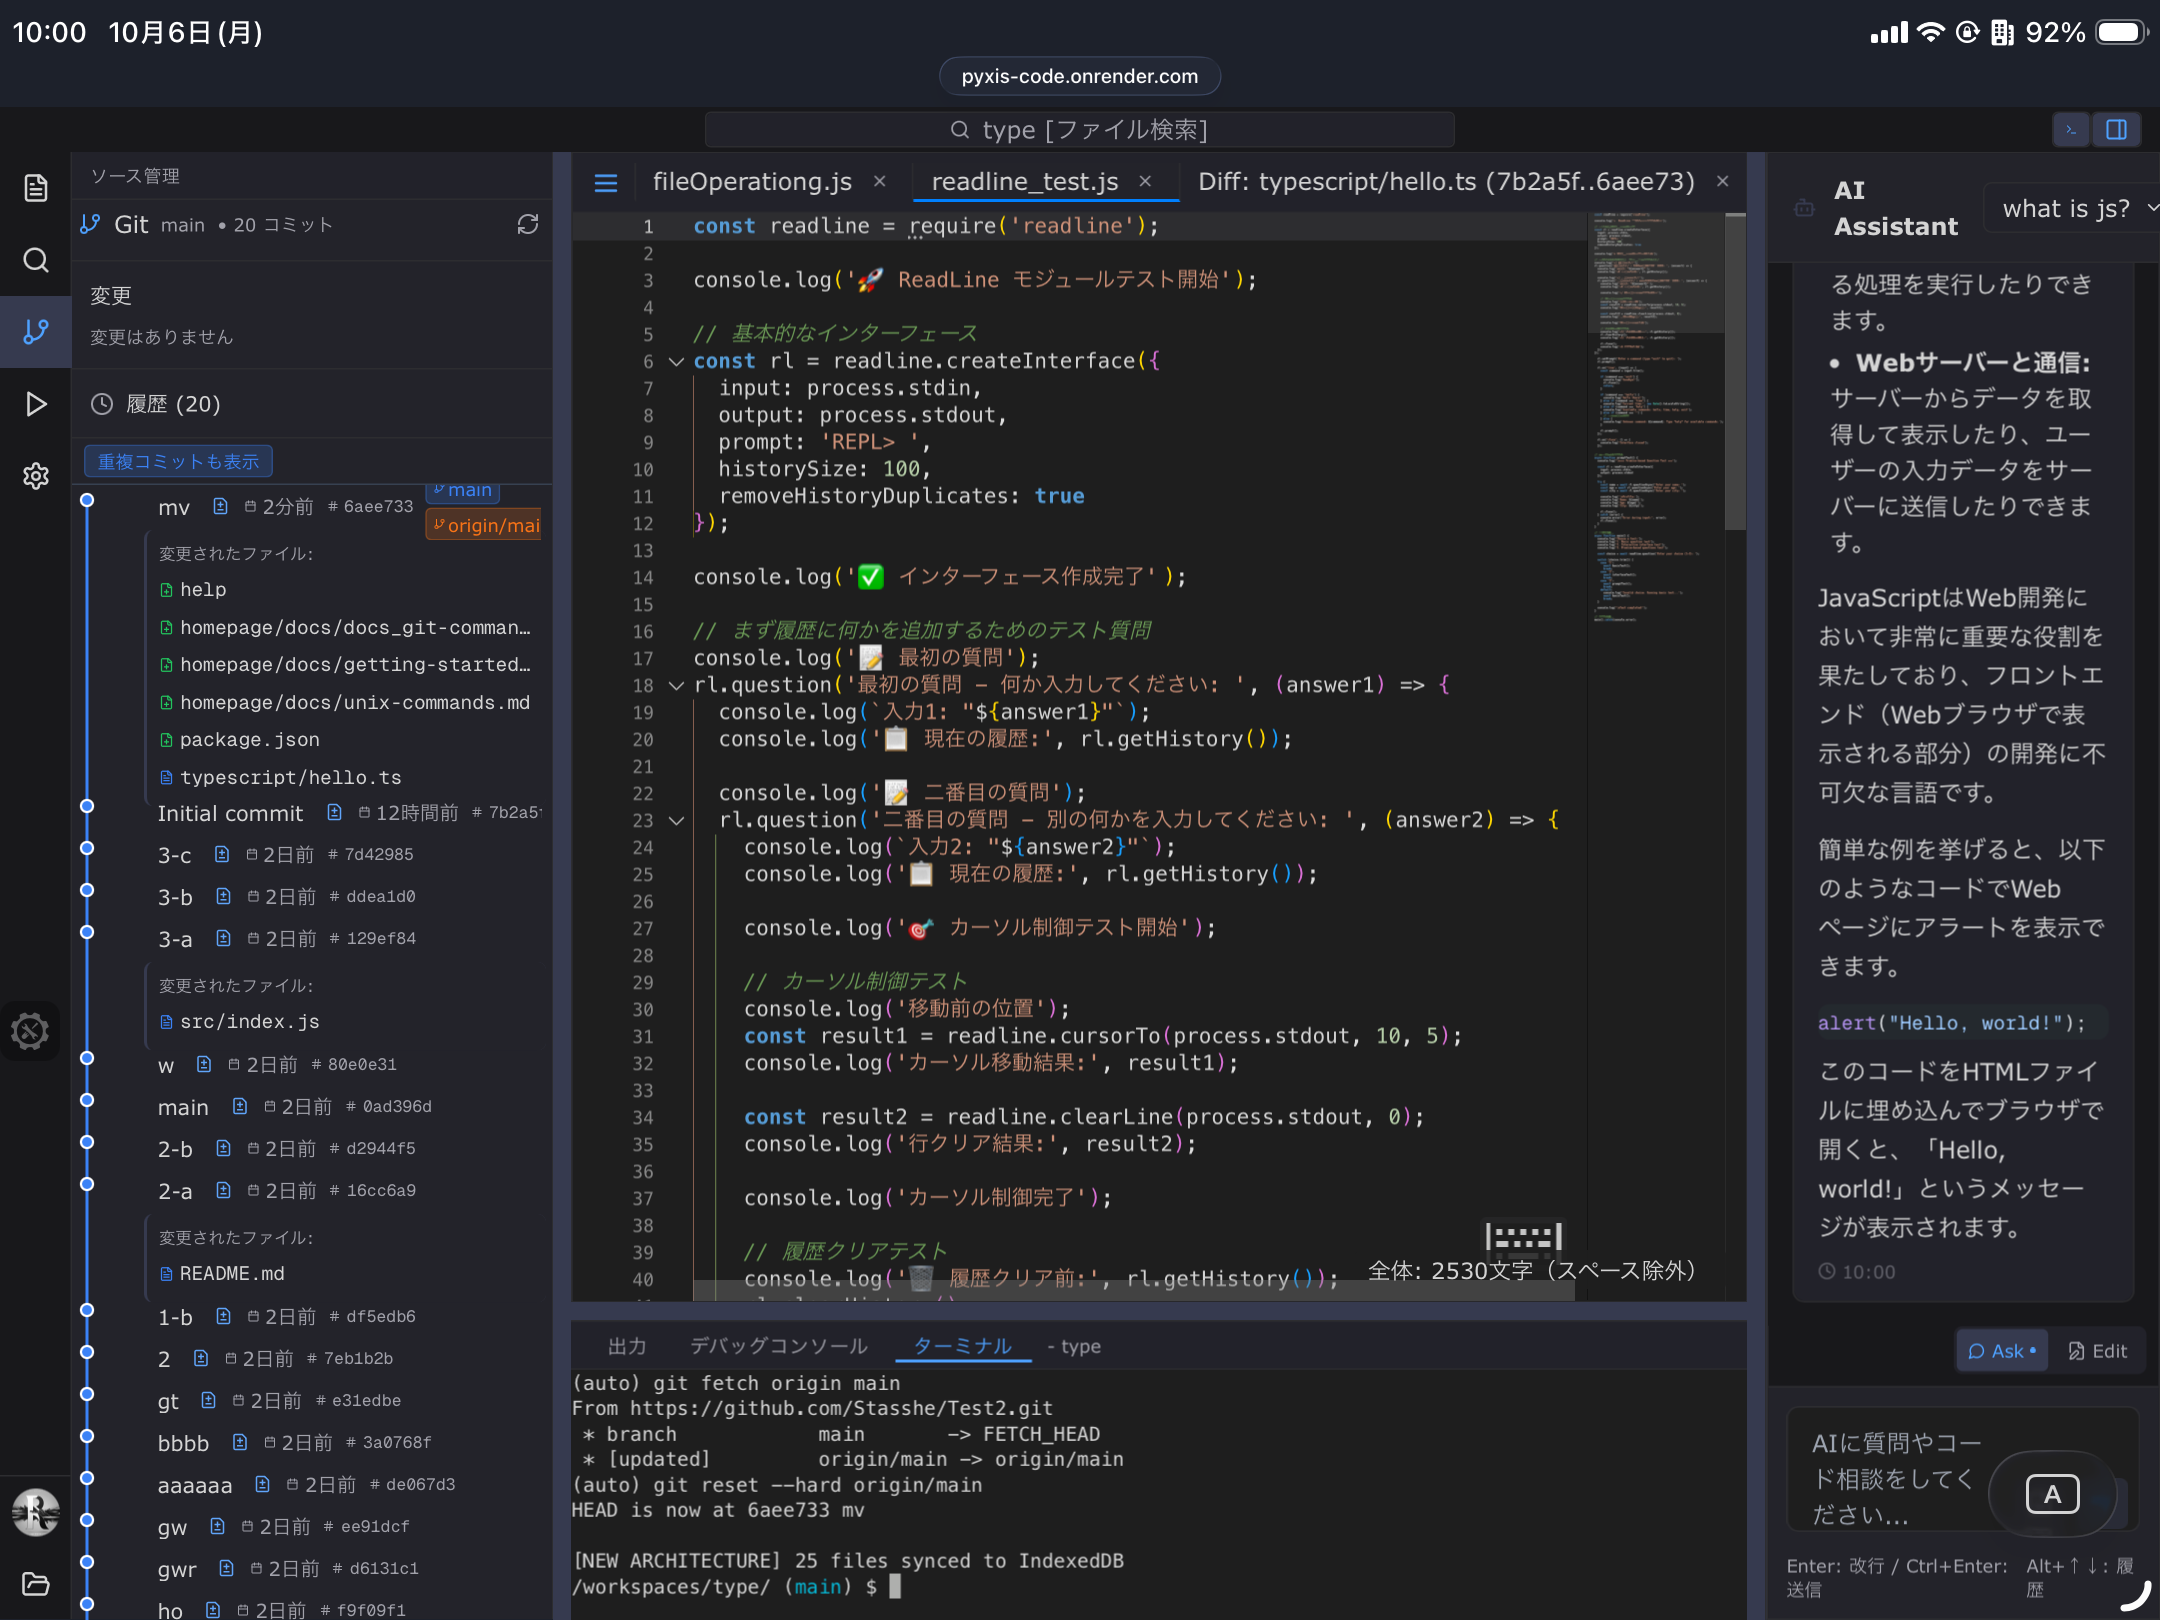 10:00 10月6日(月)
92%
pyxis-code.onrender.com
type [ファイル検索]
ソース管理
Git main • 20 コミット
変更
変更はありません
履歴 (20)
重複コミットも表示
mv 2分前 # 6aee733 main
origin/mai
変更されたファイル:
help
homepage/docs/docs_git-comman…
homepage/docs/getting-started…
homepage/docs/unix-commands.md
package.json
typescript/hello.ts
Initial commit 12時間前 # 7b2a5f
3-c 2日前 # 7d42985
3-b 2日前 # ddea1d0
3-a 2日前 # 129ef84
変更されたファイル:
src/index.js
w 2日前 # 80e0e31
main 2日前 # 0ad396d
2-b 2日前 # d2944f5
2-a 2日前 # 16cc6a9
変更されたファイル:
README.md
1-b 2日前 # df5edb6
2 2日前 # 7eb1b2b
gt 2日前 # e31edbe
bbbb 2日前 # 3a0768f
aaaaaa 2日前 # de067d3
gw 2日前 # ee91dcf
gwr 2日前 # d6131c1
ho 2日前 # f9f09f1
fileOperationg.js × readline_test.js × Diff: typescript/hello.ts (7b2a5f..6aee73) ×
1 const readline = require('readline');
2
3 console.log('🚀 ReadLine モジュールテスト開始');
4
5 // 基本的なインターフェース
6 const rl = readline.createInterface({
7 input: process.stdin,
8 output: process.stdout,
9 prompt: 'REPL> ',
10 historySize: 100,
11 removeHistoryDuplicates: true
12 });
13
14 console.log('✅ インターフェース作成完了');
15
16 // まず履歴に何かを追加するためのテスト質問
17 console.log('📝 最初の質問');
18 rl.question('最初の質問 - 何か入力してください: ', (answer1) => {
19 console.log(`入力1: "${answer1}"`);
20 console.log('📋 現在の履歴:', rl.getHistory());
21
22 console.log('📝 二番目の質問');
23 rl.question('二番目の質問 - 別の何かを入力してください: ', (answer2) => {
24 console.log(`入力2: "${answer2}"`);
25 console.log('📋 現在の履歴:', rl.getHistory());
26
27 console.log('🎯 カーソル制御テスト開始');
28
29 // カーソル制御テスト
30 console.log('移動前の位置');
31 const result1 = readline.cursorTo(process.stdout, 10, 5);
32 console.log('カーソル移動結果:', result1);
33
34 const result2 = readline.clearLine(process.stdout, 0);
35 console.log('行クリア結果:', result2);
36
37 console.log('カーソル制御完了');
38
39 // 履歴クリアテスト
40 console.log('🗑️ 履歴クリア前:', rl.getHistory());
全体: 2530文字（スペース除外）
出力 デバッグコンソール ターミナル - type
(auto) git fetch origin main
From https://github.com/Stasshe/Test2.git
* branch main -> FETCH_HEAD
* [updated] origin/main -> origin/main
(auto) git reset --hard origin/main
HEAD is now at 6aee733 mv
[NEW ARCHITECTURE] 25 files synced to IndexedDB
/workspaces/type/ (main) $
AI
Assistant
what is js?
る処理を実行したりでき
ます。
• Webサーバーと通信:
サーバーからデータを取
得して表示したり、ユー
ザーの入力データをサー
バーに送信したりできま
す。
JavaScriptはWeb開発に
おいて非常に重要な役割を
果たしており、フロントエ
ンド（Webブラウザで表
示される部分）の開発に不
可欠な言語です。
簡単な例を挙げると、以下
のようなコードでWeb
ページにアラートを表示で
きます。
alert("Hello, world!");
このコードをHTMLファイ
ルに埋め込んでブラウザで
開くと、「Hello,
world!」というメッセー
ジが表示されます。
10:00
Ask • Edit
AIに質問やコー
ド相談をしてく
ださい...
A
Enter: 改行 / Ctrl+Enter:
送信
Alt+↑↓: 履
歴